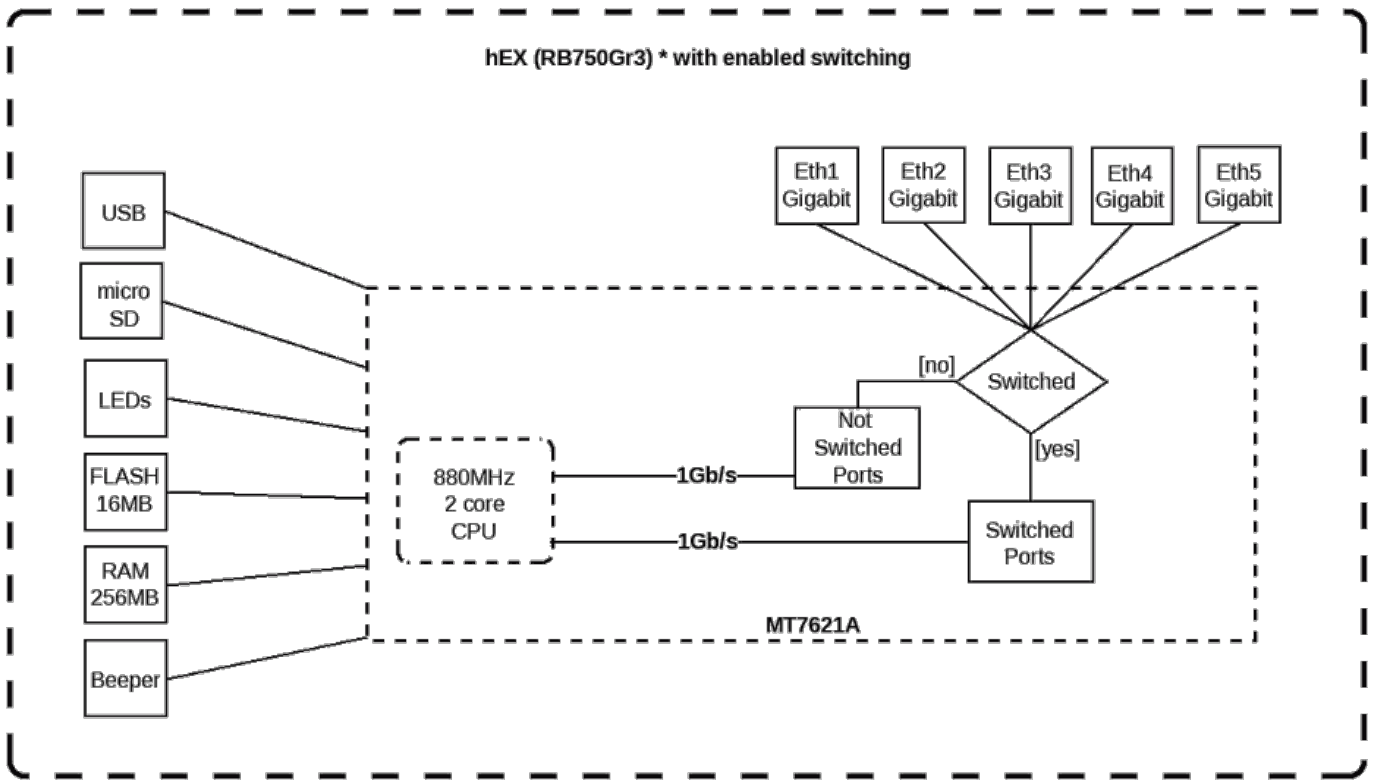 hEX (RB750Gr3) * with enabled switching
Eth1
Gigabit
Eth2
Gigabit
Eth3
Gigabit
Eth4
Gigabit
Eth5
Gigabit
USB
micro
SD
LEDs
FLASH
16MB
RAM
256MB
Beeper
880MHz
2 core
CPU
1Gb/s
1Gb/s
[no]
Switched
[yes]
Not
Switched
Ports
Switched
Ports
MT7621A